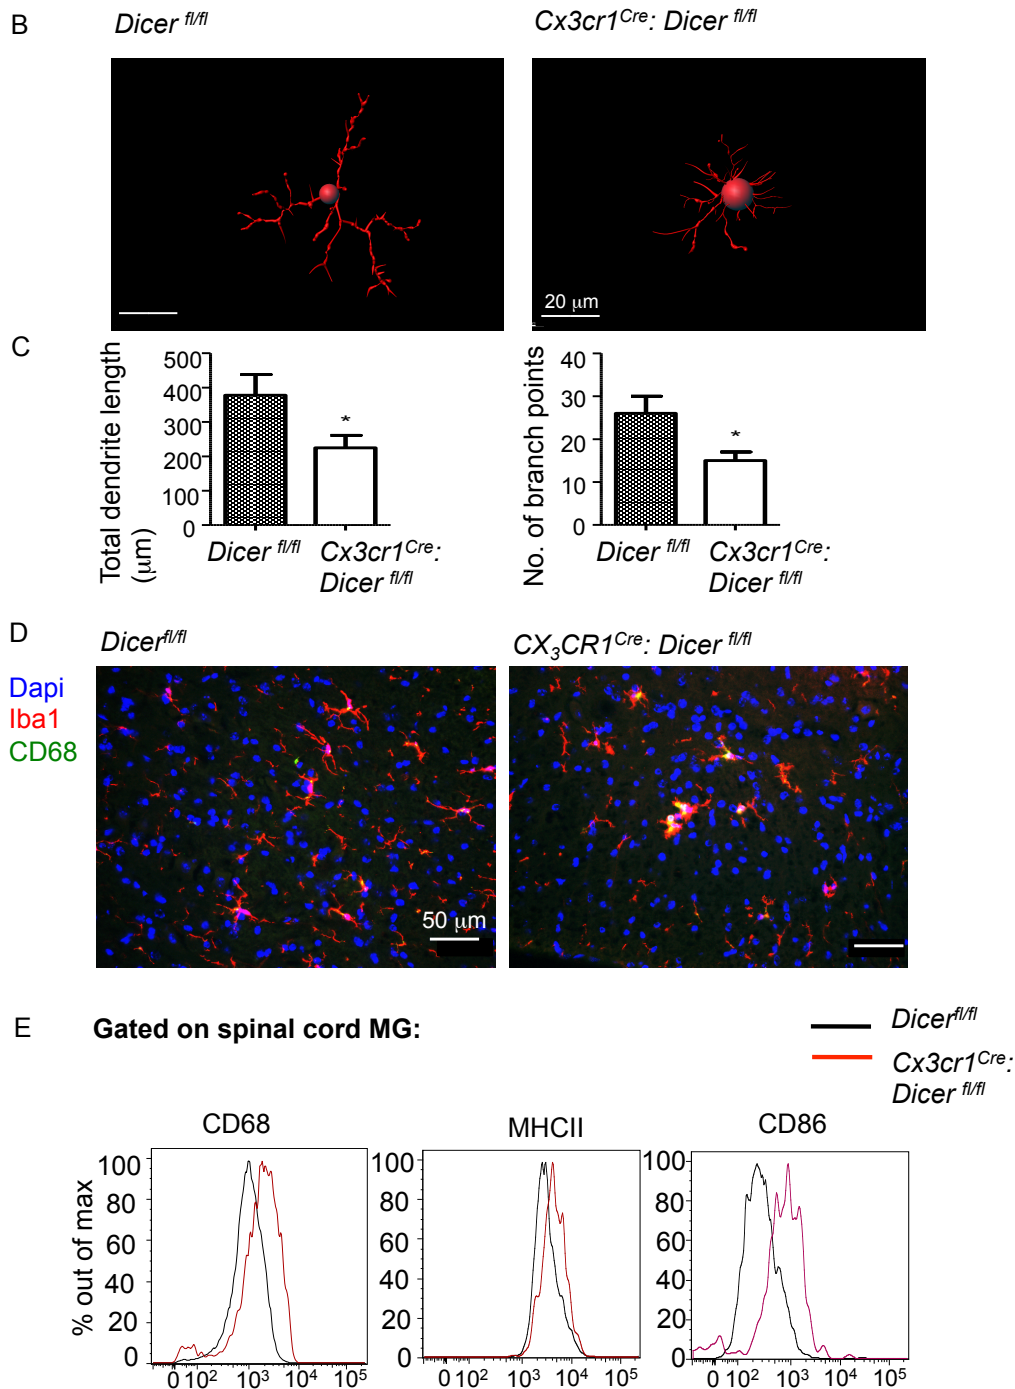 B
Dicer fl/fl
Cx3cr1Cre: Dicer fl/fl
20 µm
C
Total dendrite length
(µm)
500
400
300
200
100
0
*
Dicer fl/fl
Cx3cr1Cre:
Dicer fl/fl
No. of branch points
40
30
20
10
0
*
Dicer fl/fl
Cx3cr1Cre:
Dicer fl/fl
D
Dicerfl/fl
CX3CR1Cre: Dicer fl/fl
Dapi
Iba1
CD68
50 µm
E
Gated on spinal cord MG:
Dicerfl/fl
Cx3cr1Cre:
Dicer fl/fl
CD68
% out of max
100
80
60
40
20
0
0 10² 10³ 10⁴ 10⁵
MHCII
100
80
60
40
20
0
0 10³ 10⁴ 10⁵
CD86
100
80
60
40
20
0
0 10² 10³ 10⁴ 10⁵